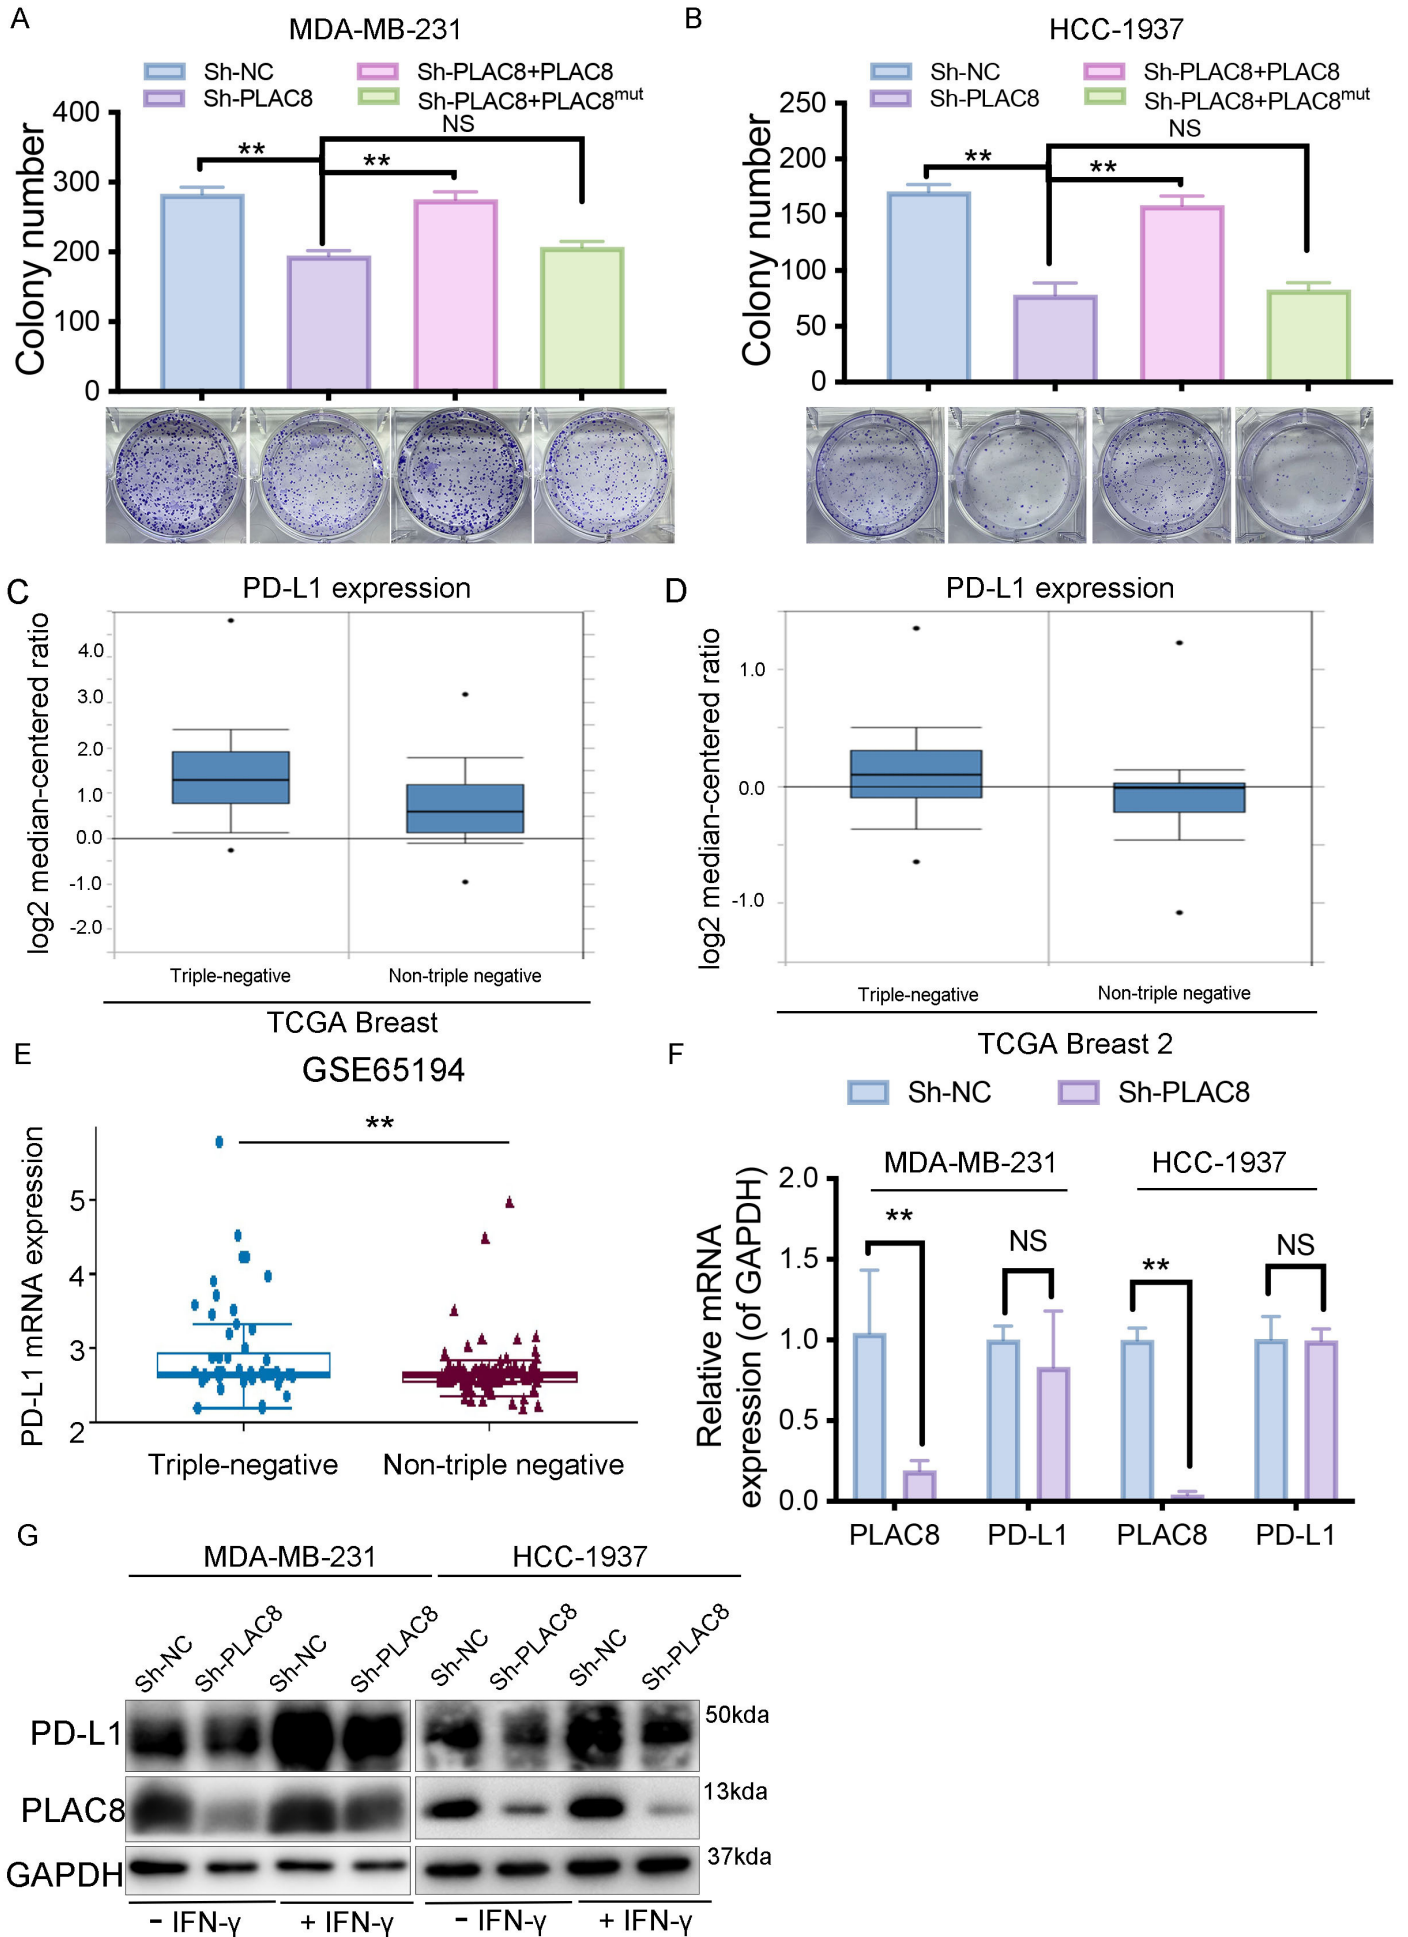 A
MDA-MB-231
Sh-NC
Sh-PLAC8+PLAC8
Sh-PLAC8
Sh-PLAC8+PLAC8mut
Colony number
400
300
200
100
0
**
**
NS
B
HCC-1937
Sh-NC
Sh-PLAC8+PLAC8
Sh-PLAC8
Sh-PLAC8+PLAC8mut
Colony number
250
200
150
100
50
0
**
**
NS
C
PD-L1 expression
log2 median-centered ratio
4.0
3.0
2.0
1.0
0.0
-1.0
-2.0
Triple-negative
Non-triple negative
TCGA Breast
D
PD-L1 expression
log2 median-centered ratio
1.0
0.0
-1.0
Triple-negative
Non-triple negative
TCGA Breast 2
E
GSE65194
**
PD-L1 mRNA expression
5
4
3
2
Triple-negative
Non-triple negative
F
Sh-NC
Sh-PLAC8
MDA-MB-231
HCC-1937
Relative mRNA
expression (of GAPDH)
2.0
1.5
1.0
0.5
0.0
**
NS
**
NS
PLAC8
PD-L1
PLAC8
PD-L1
G
MDA-MB-231
HCC-1937
Sh-NC
Sh-PLAC8
Sh-NC
Sh-PLAC8
Sh-NC
Sh-PLAC8
Sh-NC
Sh-PLAC8
PD-L1
50kda
PLAC8
13kda
GAPDH
37kda
- IFN-γ
+ IFN-γ
- IFN-γ
+ IFN-γ